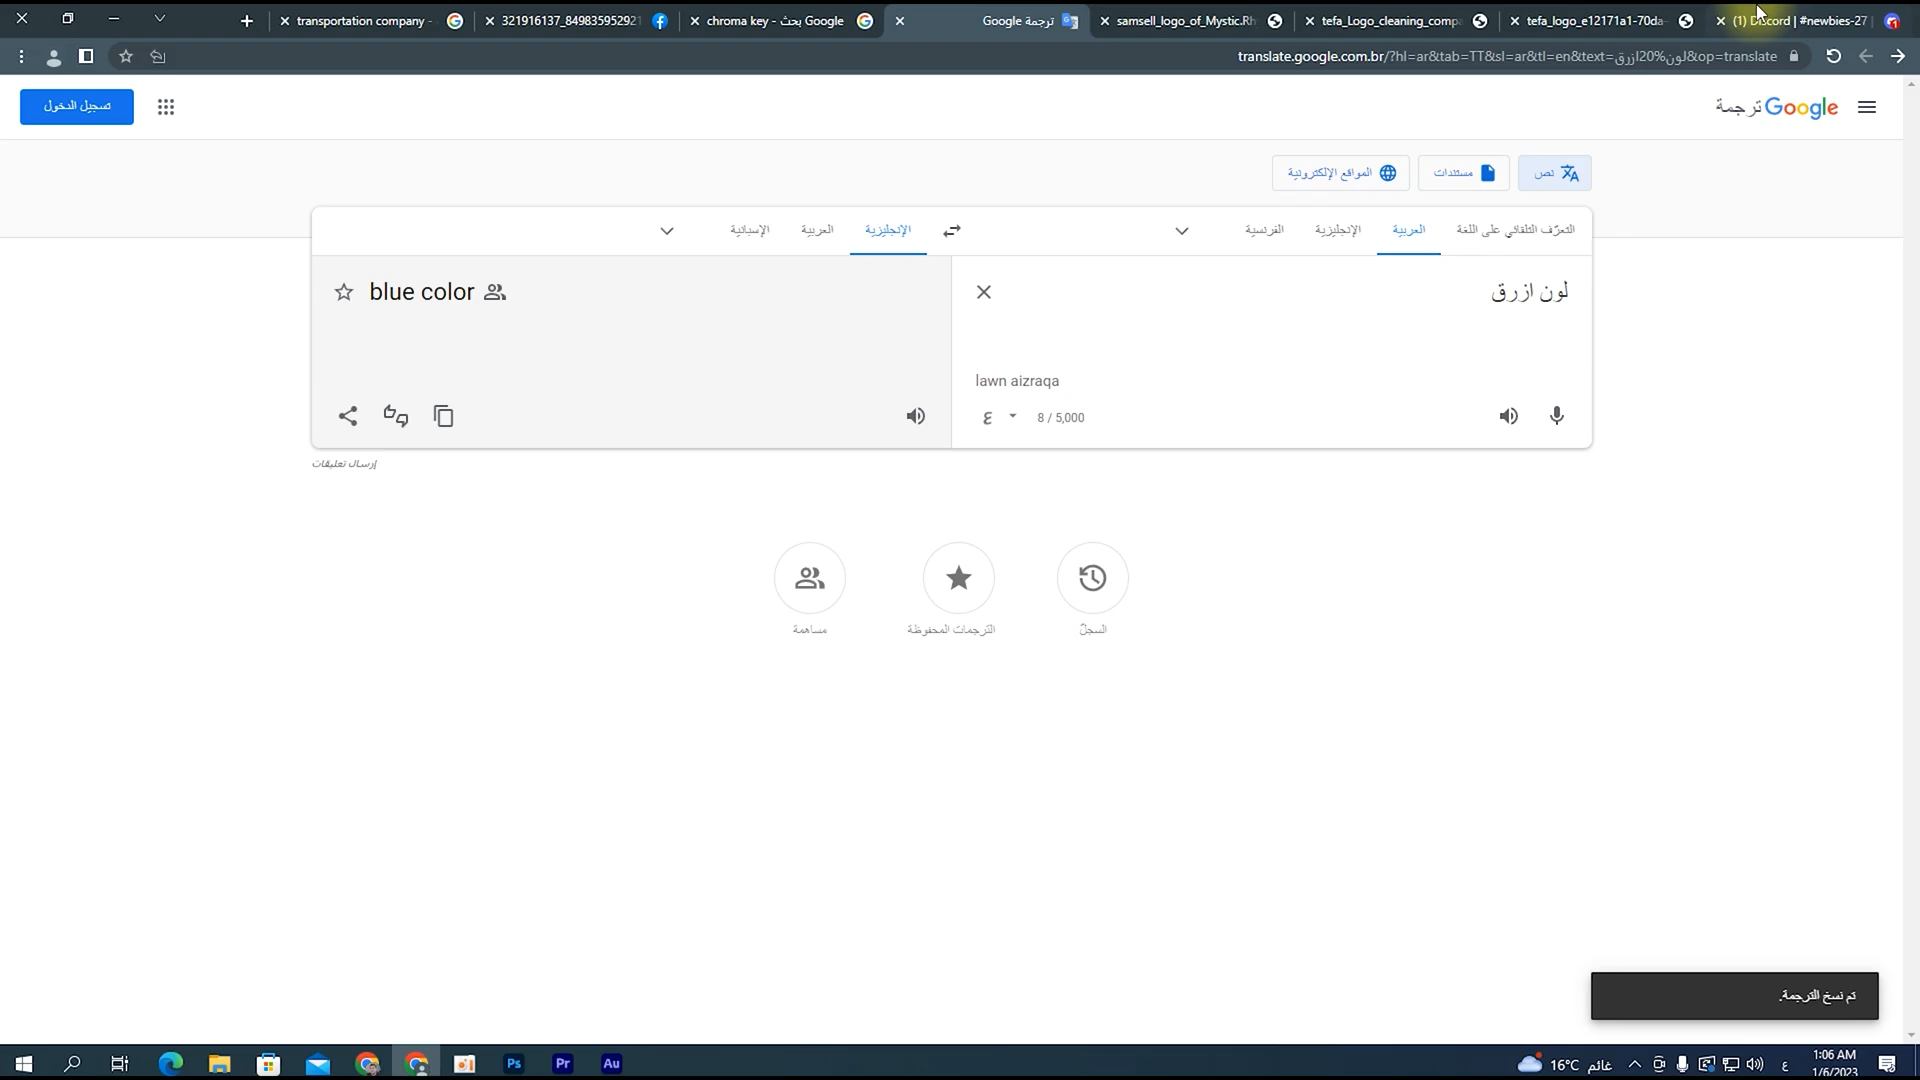 transportation company -
321916137_849835952921
chroma key - بحث Google
ترجمة Google
samsell_logo_of_Mystic.Rh
tefa_Logo_cleaning_comp
tefa_logo_e12171a1-70da-
(1) Discord | #newbies-27
translate.google.com.br/?hl=ar&tab=TT&sl=ar&tl=en&text=لون%20ازرق&op=translate
تسجيل الدخول
ترجمة Google
نص
مستندات
المواقع الإلكترونية
التعرّف التلقائي على اللغة
العربية
الإنجليزية
الفرنسية
الإنجليزية
العربية
الإسبانية
لون ازرق
blue color
lawn aizraqa
ع
8 / 5,000
إرسال تعليقات
السجلّ
الترجمات المحفوظة
مساهمة
تم نسخ الترجمة.
Ps
Pr
Au
16°C غائم
ع
1:06 AM
1/6/2023